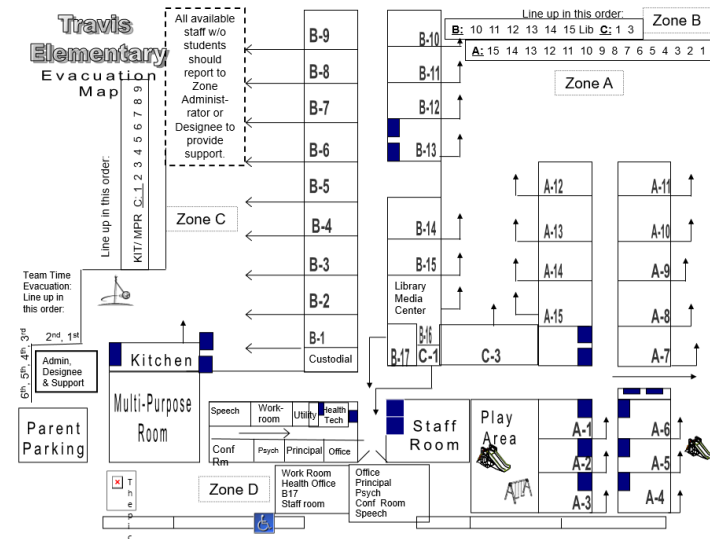 Travis
Elementary
Evacuation
Map
All available
staff w/o
students
should
report to
Zone
Administ-
rator or
Designee to
provide
support.
Line up in this order:
Zone B
B: 10 11 12 13 14 15 Lib C: 1 3
A: 15 14 13 12 11 10 9 8 7 6 5 4 3 2 1
Zone A
Line up in this order:
KIT/ MPR C: 1 2 3 4 5 6 7 8 9
Zone C
B-9
B-8
B-7
B-6
B-5
B-4
B-3
B-2
B-1
Custodial
B-10
B-11
B-12
B-13
B-14
B-15
Library
Media
Center
B-16
B-17
C-1
C-3
A-12
A-13
A-14
A-15
A-11
A-10
A-9
A-8
A-7
Team Time
Evacuation:
Line up in
this order:
6th, 5th, 4th, 3rd
2nd, 1st
Admin,
Designee
& Support
Parent
Parking
Kitchen
Multi-Purpose
Room
Speech
Work-
room
Utility
Health
Tech
Conf
Rm
Psych
Principal
Office
Staff
Room
Play
Area
A-1
A-2
A-3
A-6
A-5
A-4
Zone D
Work Room
Health Office
B17
Staff room
Office
Principal
Psych
Conf Room
Speech
T
h
e
p
i
c